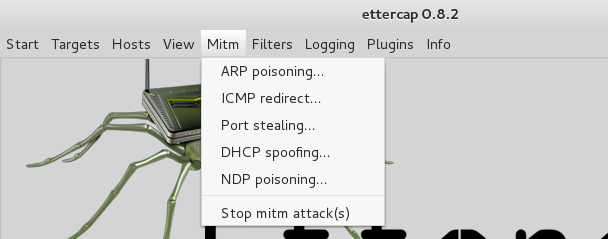 ettercap 0.8.2
Start Targets Hosts View Mitm Filters Logging Plugins Info
ARP poisoning...
ICMP redirect...
Port stealing...
DHCP spoofing...
NDP poisoning...
Stop mitm attack(s)